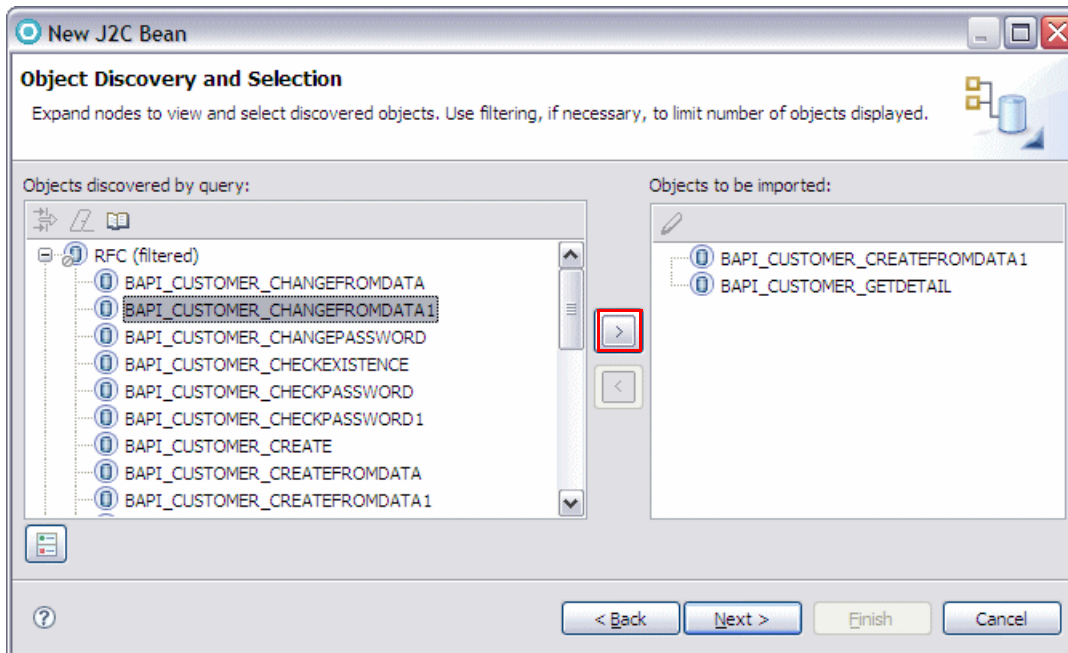 New J2C Bean
Object Discovery and Selection
Expand nodes to view and select discovered objects. Use filtering, if necessary, to limit number of objects displayed.
Objects discovered by query:
RFC (filtered)
BAPI_CUSTOMER_CHANGEFROMDATA
BAPI_CUSTOMER_CHANGEFROMDATA1
BAPI_CUSTOMER_CHANGEPASSWORD
BAPI_CUSTOMER_CHECKEXISTENCE
BAPI_CUSTOMER_CHECKPASSWORD
BAPI_CUSTOMER_CHECKPASSWORD1
BAPI_CUSTOMER_CREATE
BAPI_CUSTOMER_CREATEFROMDATA
BAPI_CUSTOMER_CREATEFROMDATA1
>
<
Objects to be imported:
BAPI_CUSTOMER_CREATEFROMDATA1
BAPI_CUSTOMER_GETDETAIL
?
< Back
Next >
Finish
Cancel